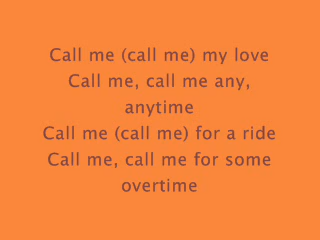 Call me (call me) my love
Call me, call me any,
anytime
Call me (call me) for a ride
Call me, call me for some
overtime